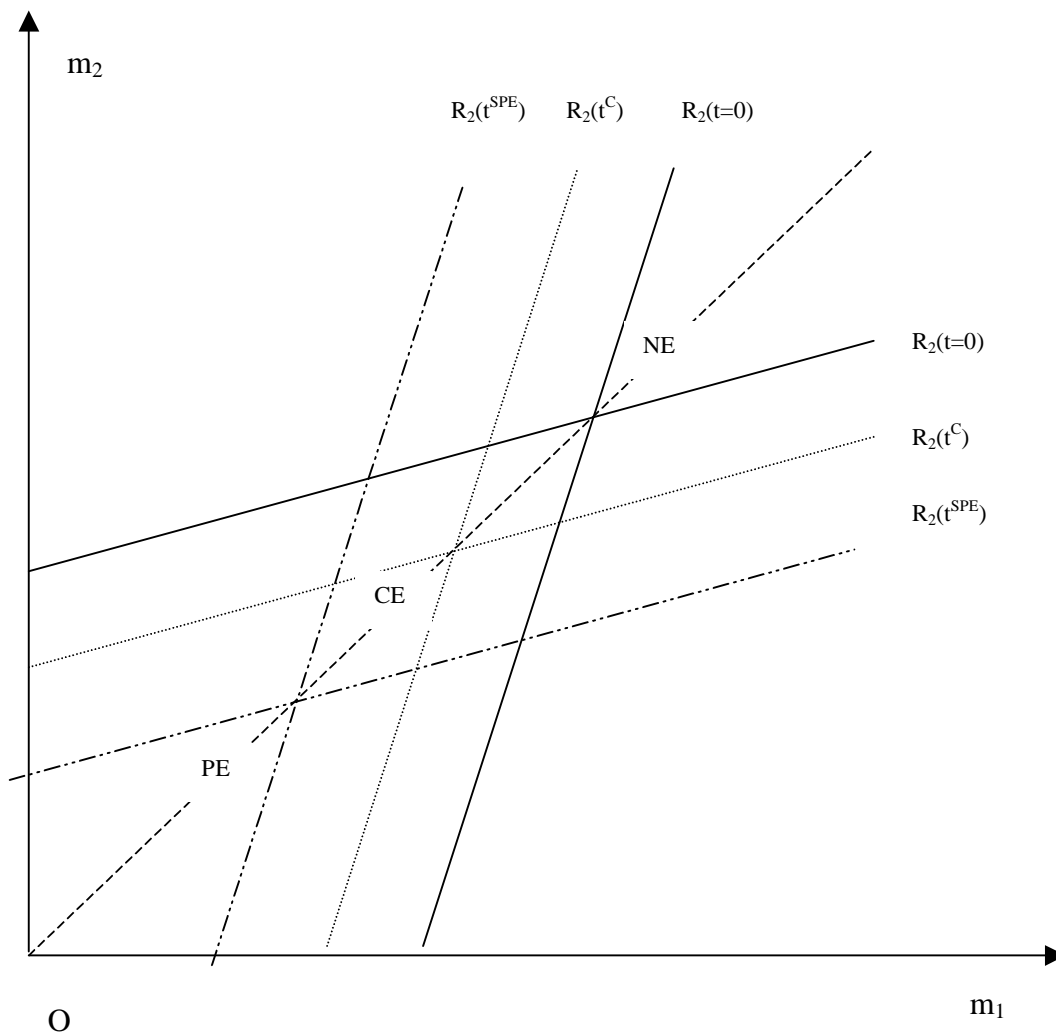 m₂
R₂(t^SPE) R₂(t^C) R₂(t=0)
NE
R₂(t=0)
R₂(t^C)
R₂(t^SPE)
CE
PE
O
m₁